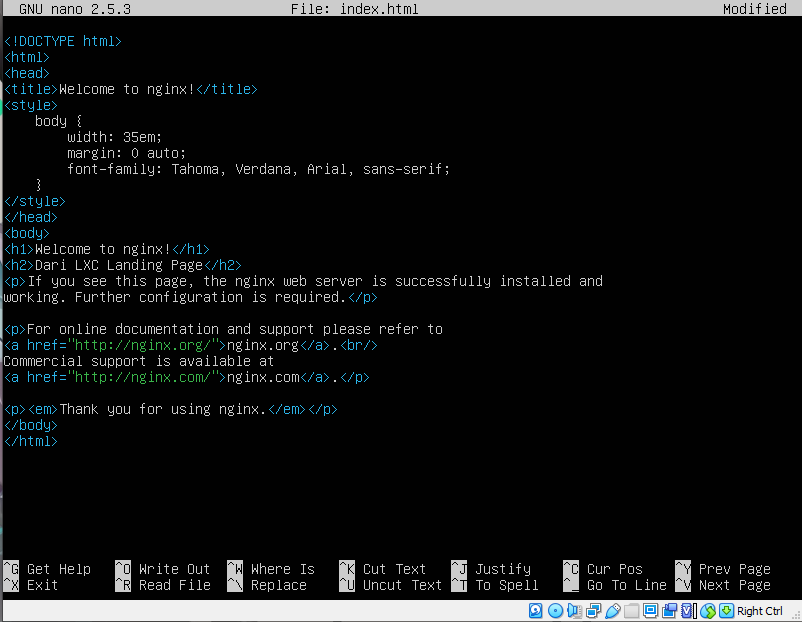 GNU nano 2.5.3 File: index.html Modified
<!DOCTYPE html>
<html>
<head>
<title>Welcome to nginx!</title>
<style>
    body {
        width: 35em;
        margin: 0 auto;
        font-family: Tahoma, Verdana, Arial, sans-serif;
    }
</style>
</head>
<body>
<h1>Welcome to nginx!</h1>
<h2>Dari LXC Landing Page</h2>
<p>If you see this page, the nginx web server is successfully installed and
working. Further configuration is required.</p>

<p>For online documentation and support please refer to
<a href="http://nginx.org/">nginx.org</a>.<br/>
Commercial support is available at
<a href="http://nginx.com/">nginx.com</a>.</p>

<p><em>Thank you for using nginx.</em></p>
</body>
</html>
^G Get Help ^O Write Out ^W Where Is ^K Cut Text ^J Justify ^C Cur Pos ^Y Prev Page
^X Exit ^R Read File ^\ Replace ^U Uncut Text ^T To Spell ^_ Go To Line ^V Next Page
Right Ctrl